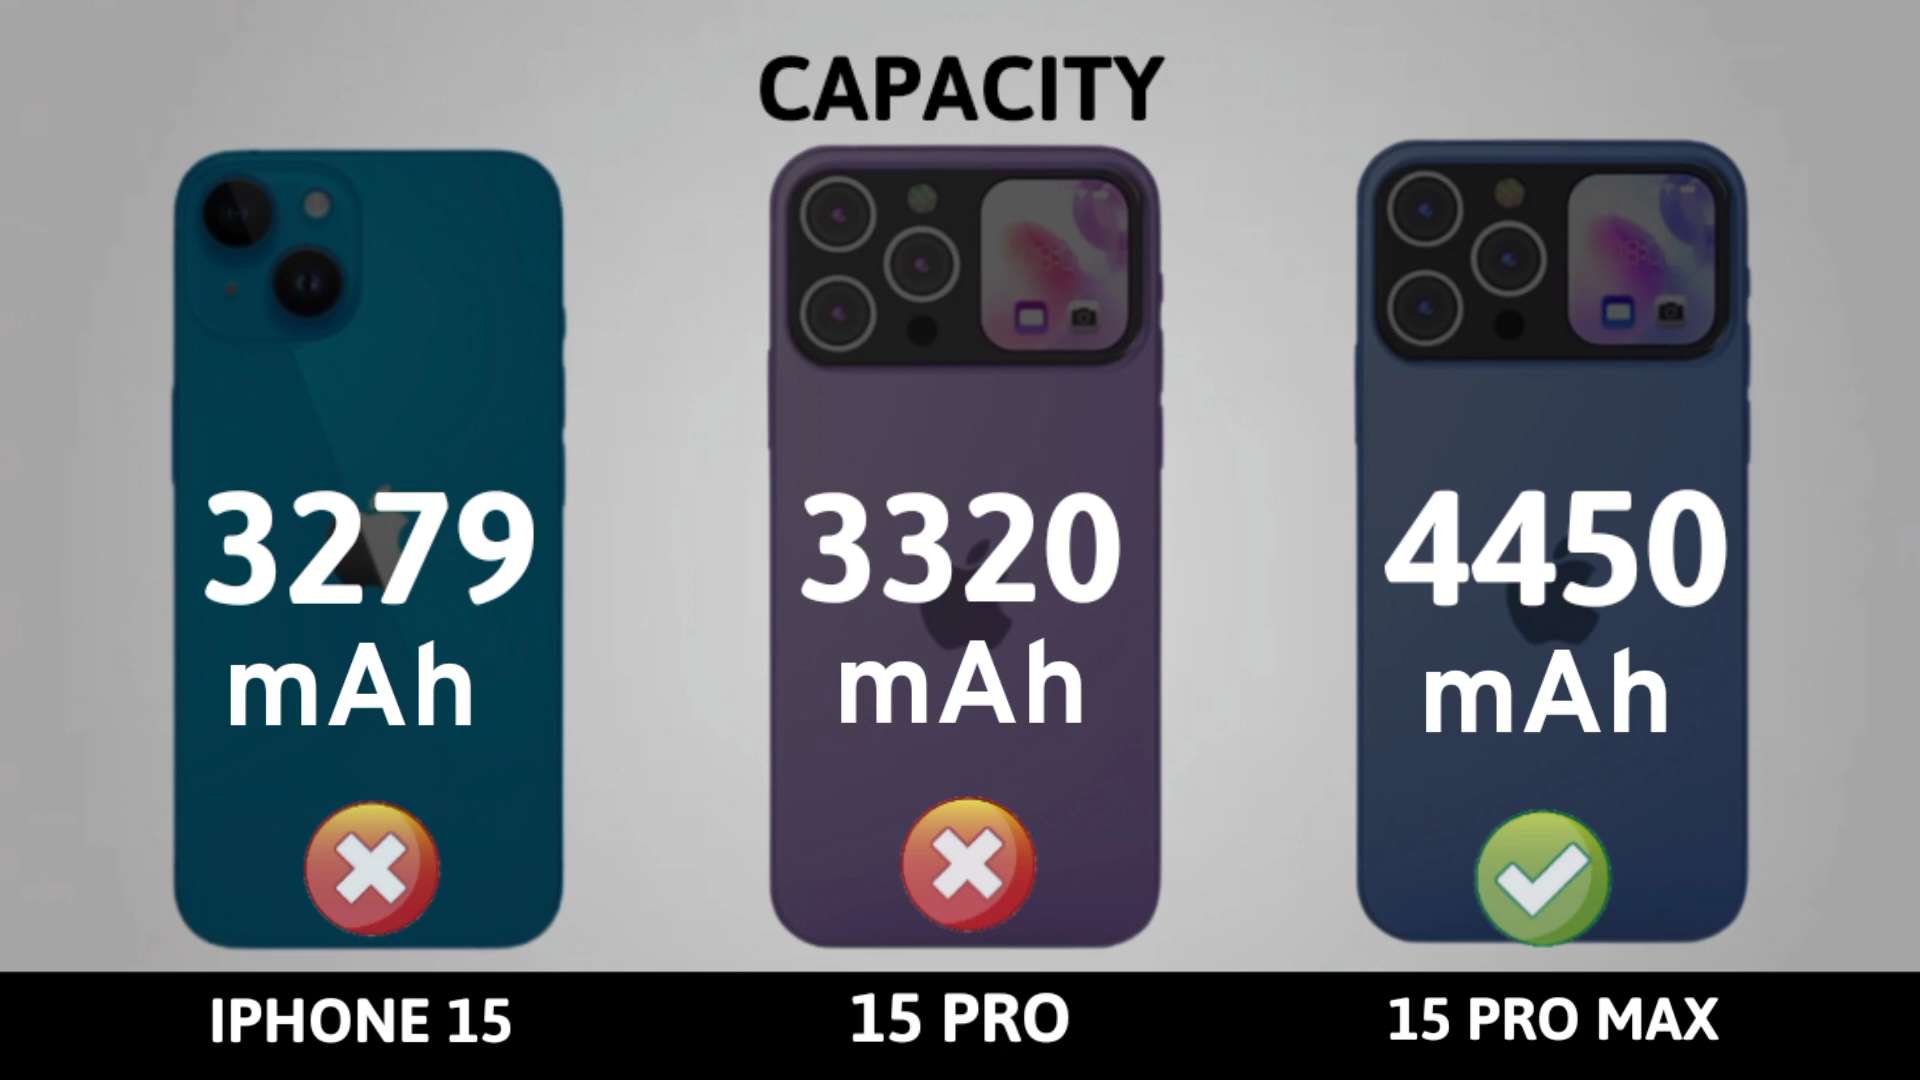 CAPACITY
3279
mAh
3320
mAh
4450
mAh
IPHONE 15
15 PRO
15 PRO MAX